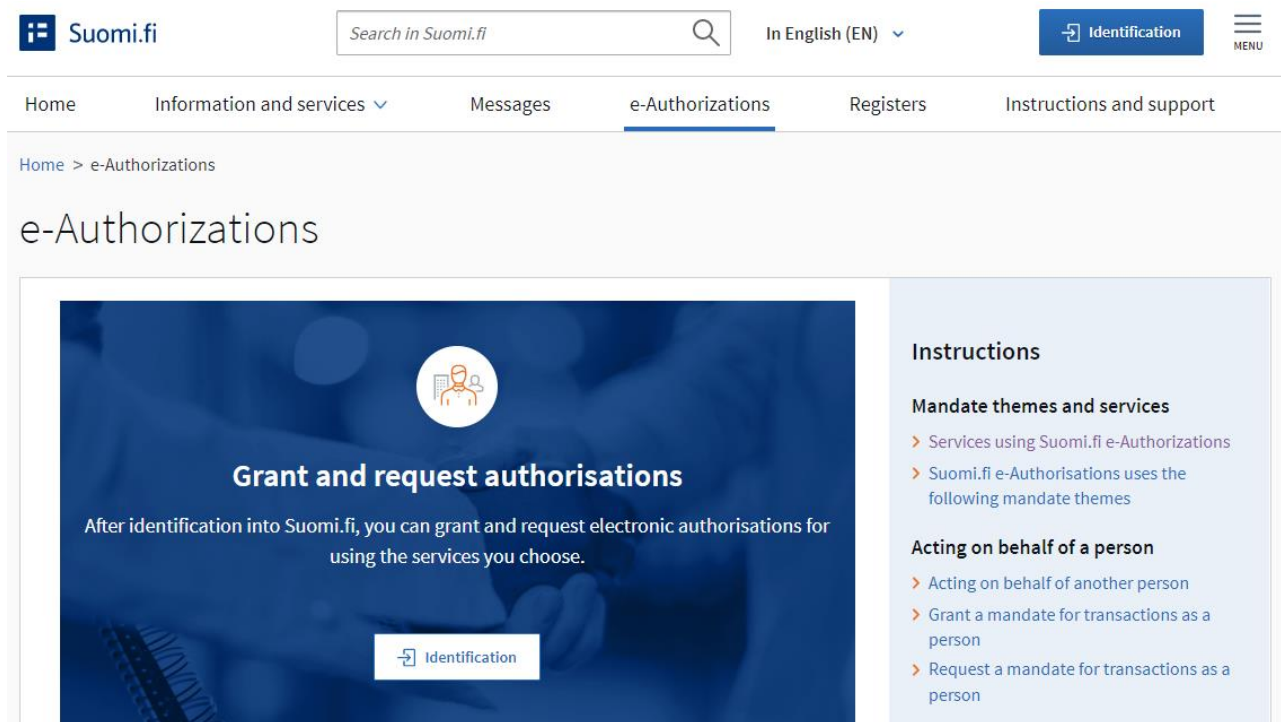 Suomi.fi
Search in Suomi.fi
In English (EN)
Identification
MENU
Home
Information and services
Messages
e-Authorizations
Registers
Instructions and support
Home > e-Authorizations
e-Authorizations
Grant and request authorisations
After identification into Suomi.fi, you can grant and request electronic authorisations for
using the services you choose.
Identification
Instructions
Mandate themes and services
Services using Suomi.fi e-Authorizations
Suomi.fi e-Authorisations uses the
following mandate themes
Acting on behalf of a person
Acting on behalf of another person
Grant a mandate for transactions as a
person
Request a mandate for transactions as a
person